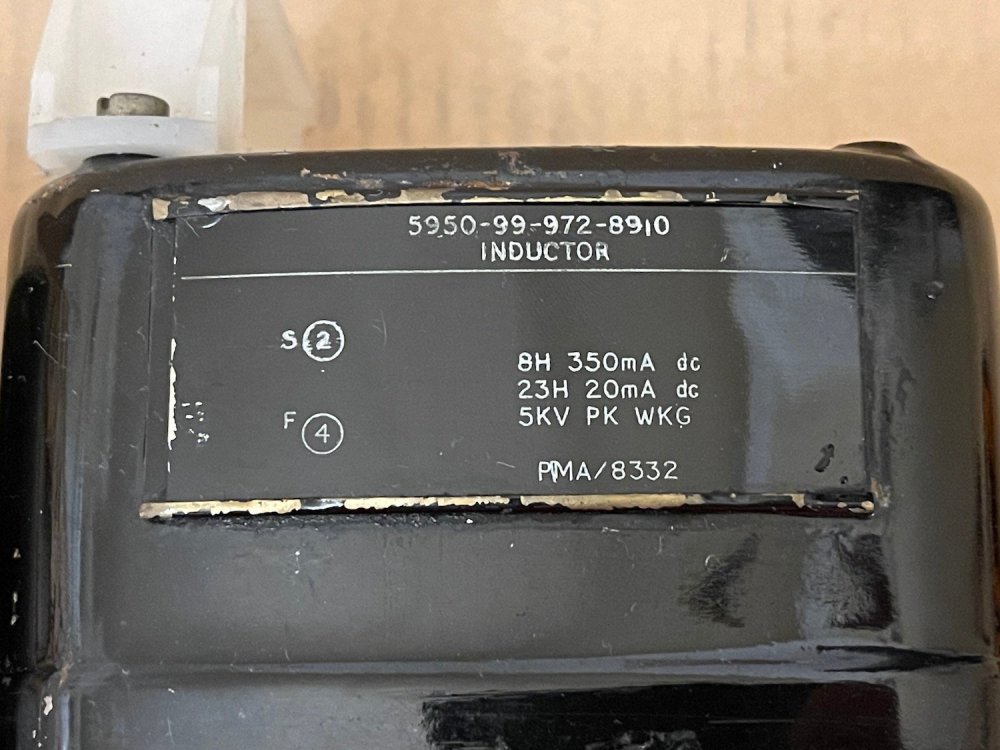 5950-99-972-8910
INDUCTOR
S 2
8H 350mA dc
23H 20mA dc
5KV PK WKG
F 4
PMA/8332